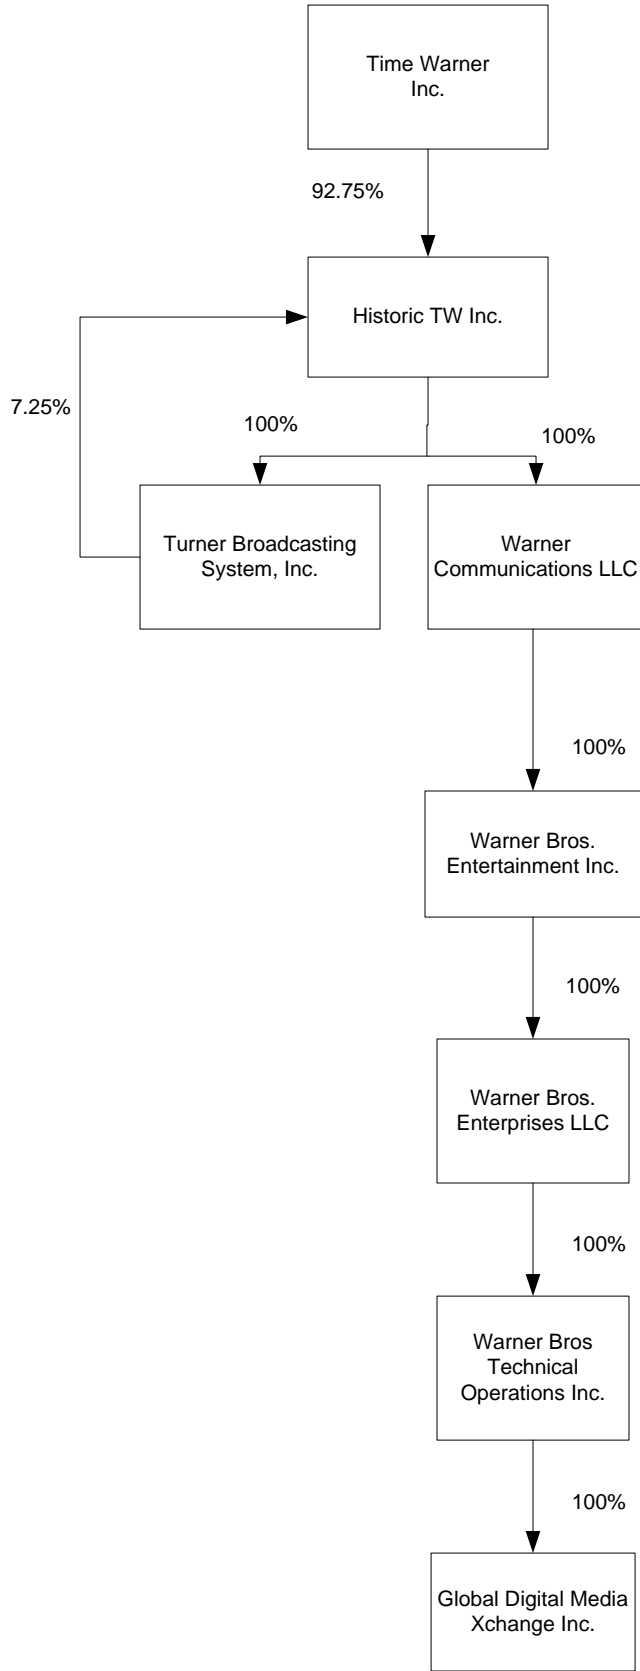 Time Warner
Inc.
92.75%
Historic TW Inc.
7.25%
100%
100%
Turner Broadcasting
System, Inc.
Warner
Communications LLC
100%
Warner Bros.
Entertainment Inc.
100%
Warner Bros.
Enterprises LLC
100%
Warner Bros
Technical
Operations Inc.
100%
Global Digital Media
Xchange Inc.